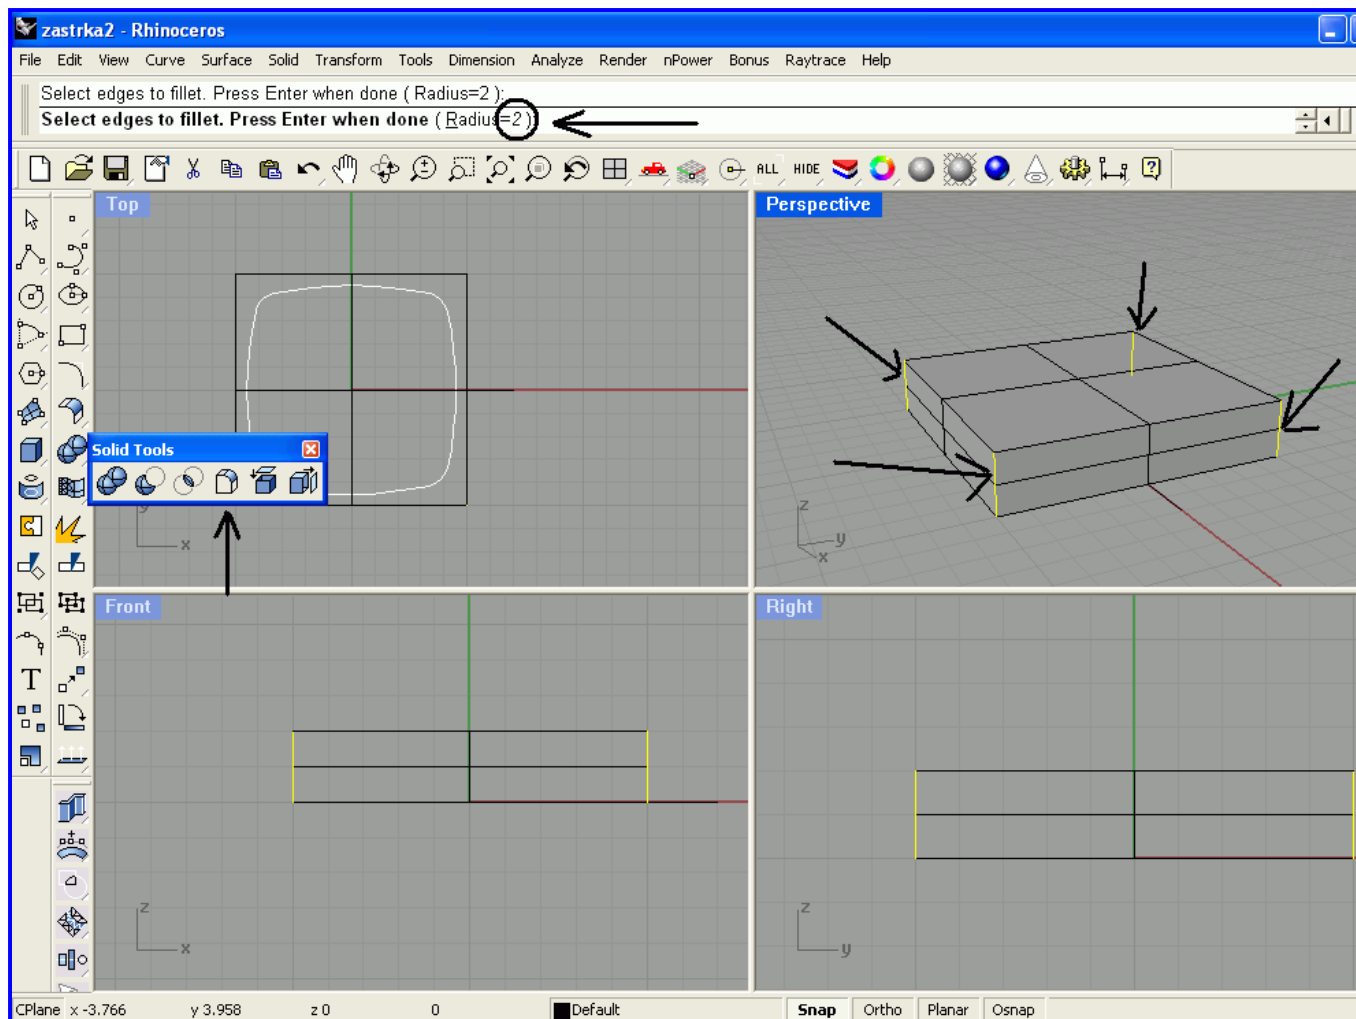 zastrka2 - Rhinoceros
File Edit View Curve Surface Solid Transform Tools Dimension Analyze Render nPower Bonus Raytrace Help
Select edges to fillet. Press Enter when done ( Radius=2 ):
Select edges to fillet. Press Enter when done ( Radius=2 ):
ALL HIDE
Top
Perspective
Solid Tools
y
x
z
y
x
Front
Right
T
z
x
z
y
CPlane x -3.766 y 3.958 z 0 0 Default Snap Ortho Planar Osnap